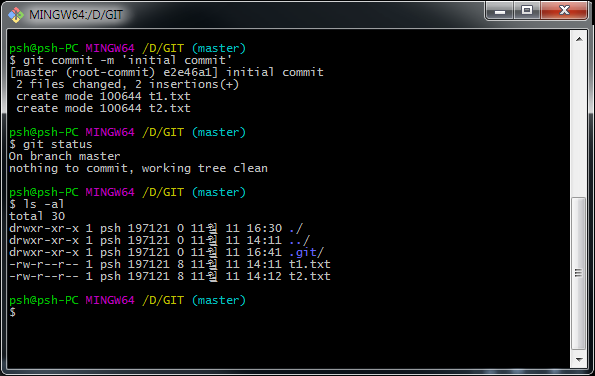 MINGW64:/D/GIT
psh@psh-PC MINGW64 /D/GIT (master)
$ git commit -m 'initial commit'
[master (root-commit) e2e46a1] initial commit
 2 files changed, 2 insertions(+)
 create mode 100644 t1.txt
 create mode 100644 t2.txt
psh@psh-PC MINGW64 /D/GIT (master)
$ git status
On branch master
nothing to commit, working tree clean
psh@psh-PC MINGW64 /D/GIT (master)
$ ls -al
total 30
drwxr-xr-x 1 psh 197121 0 11월 11 16:30 ./
drwxr-xr-x 1 psh 197121 0 11월 11 14:11 ../
drwxr-xr-x 1 psh 197121 0 11월 11 16:41 .git/
-rw-r--r-- 1 psh 197121 8 11월 11 14:11 t1.txt
-rw-r--r-- 1 psh 197121 8 11월 11 14:12 t2.txt
psh@psh-PC MINGW64 /D/GIT (master)
$